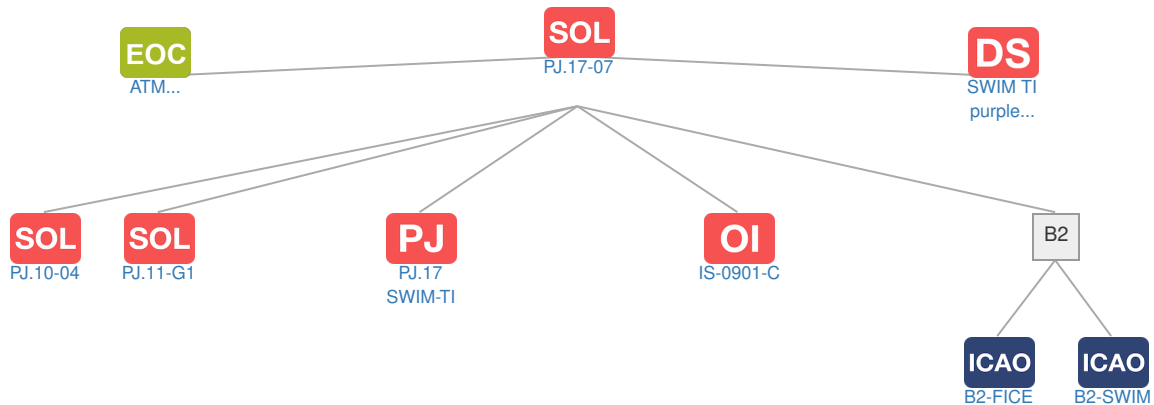 SOL
PJ.17-07
EOC
ATM...
DS
SWIM TI
purple...
SOL
PJ.10-04
SOL
PJ.11-G1
PJ
PJ.17
SWIM-TI
OI
IS-0901-C
B2
ICAO
B2-FICE
ICAO
B2-SWIM